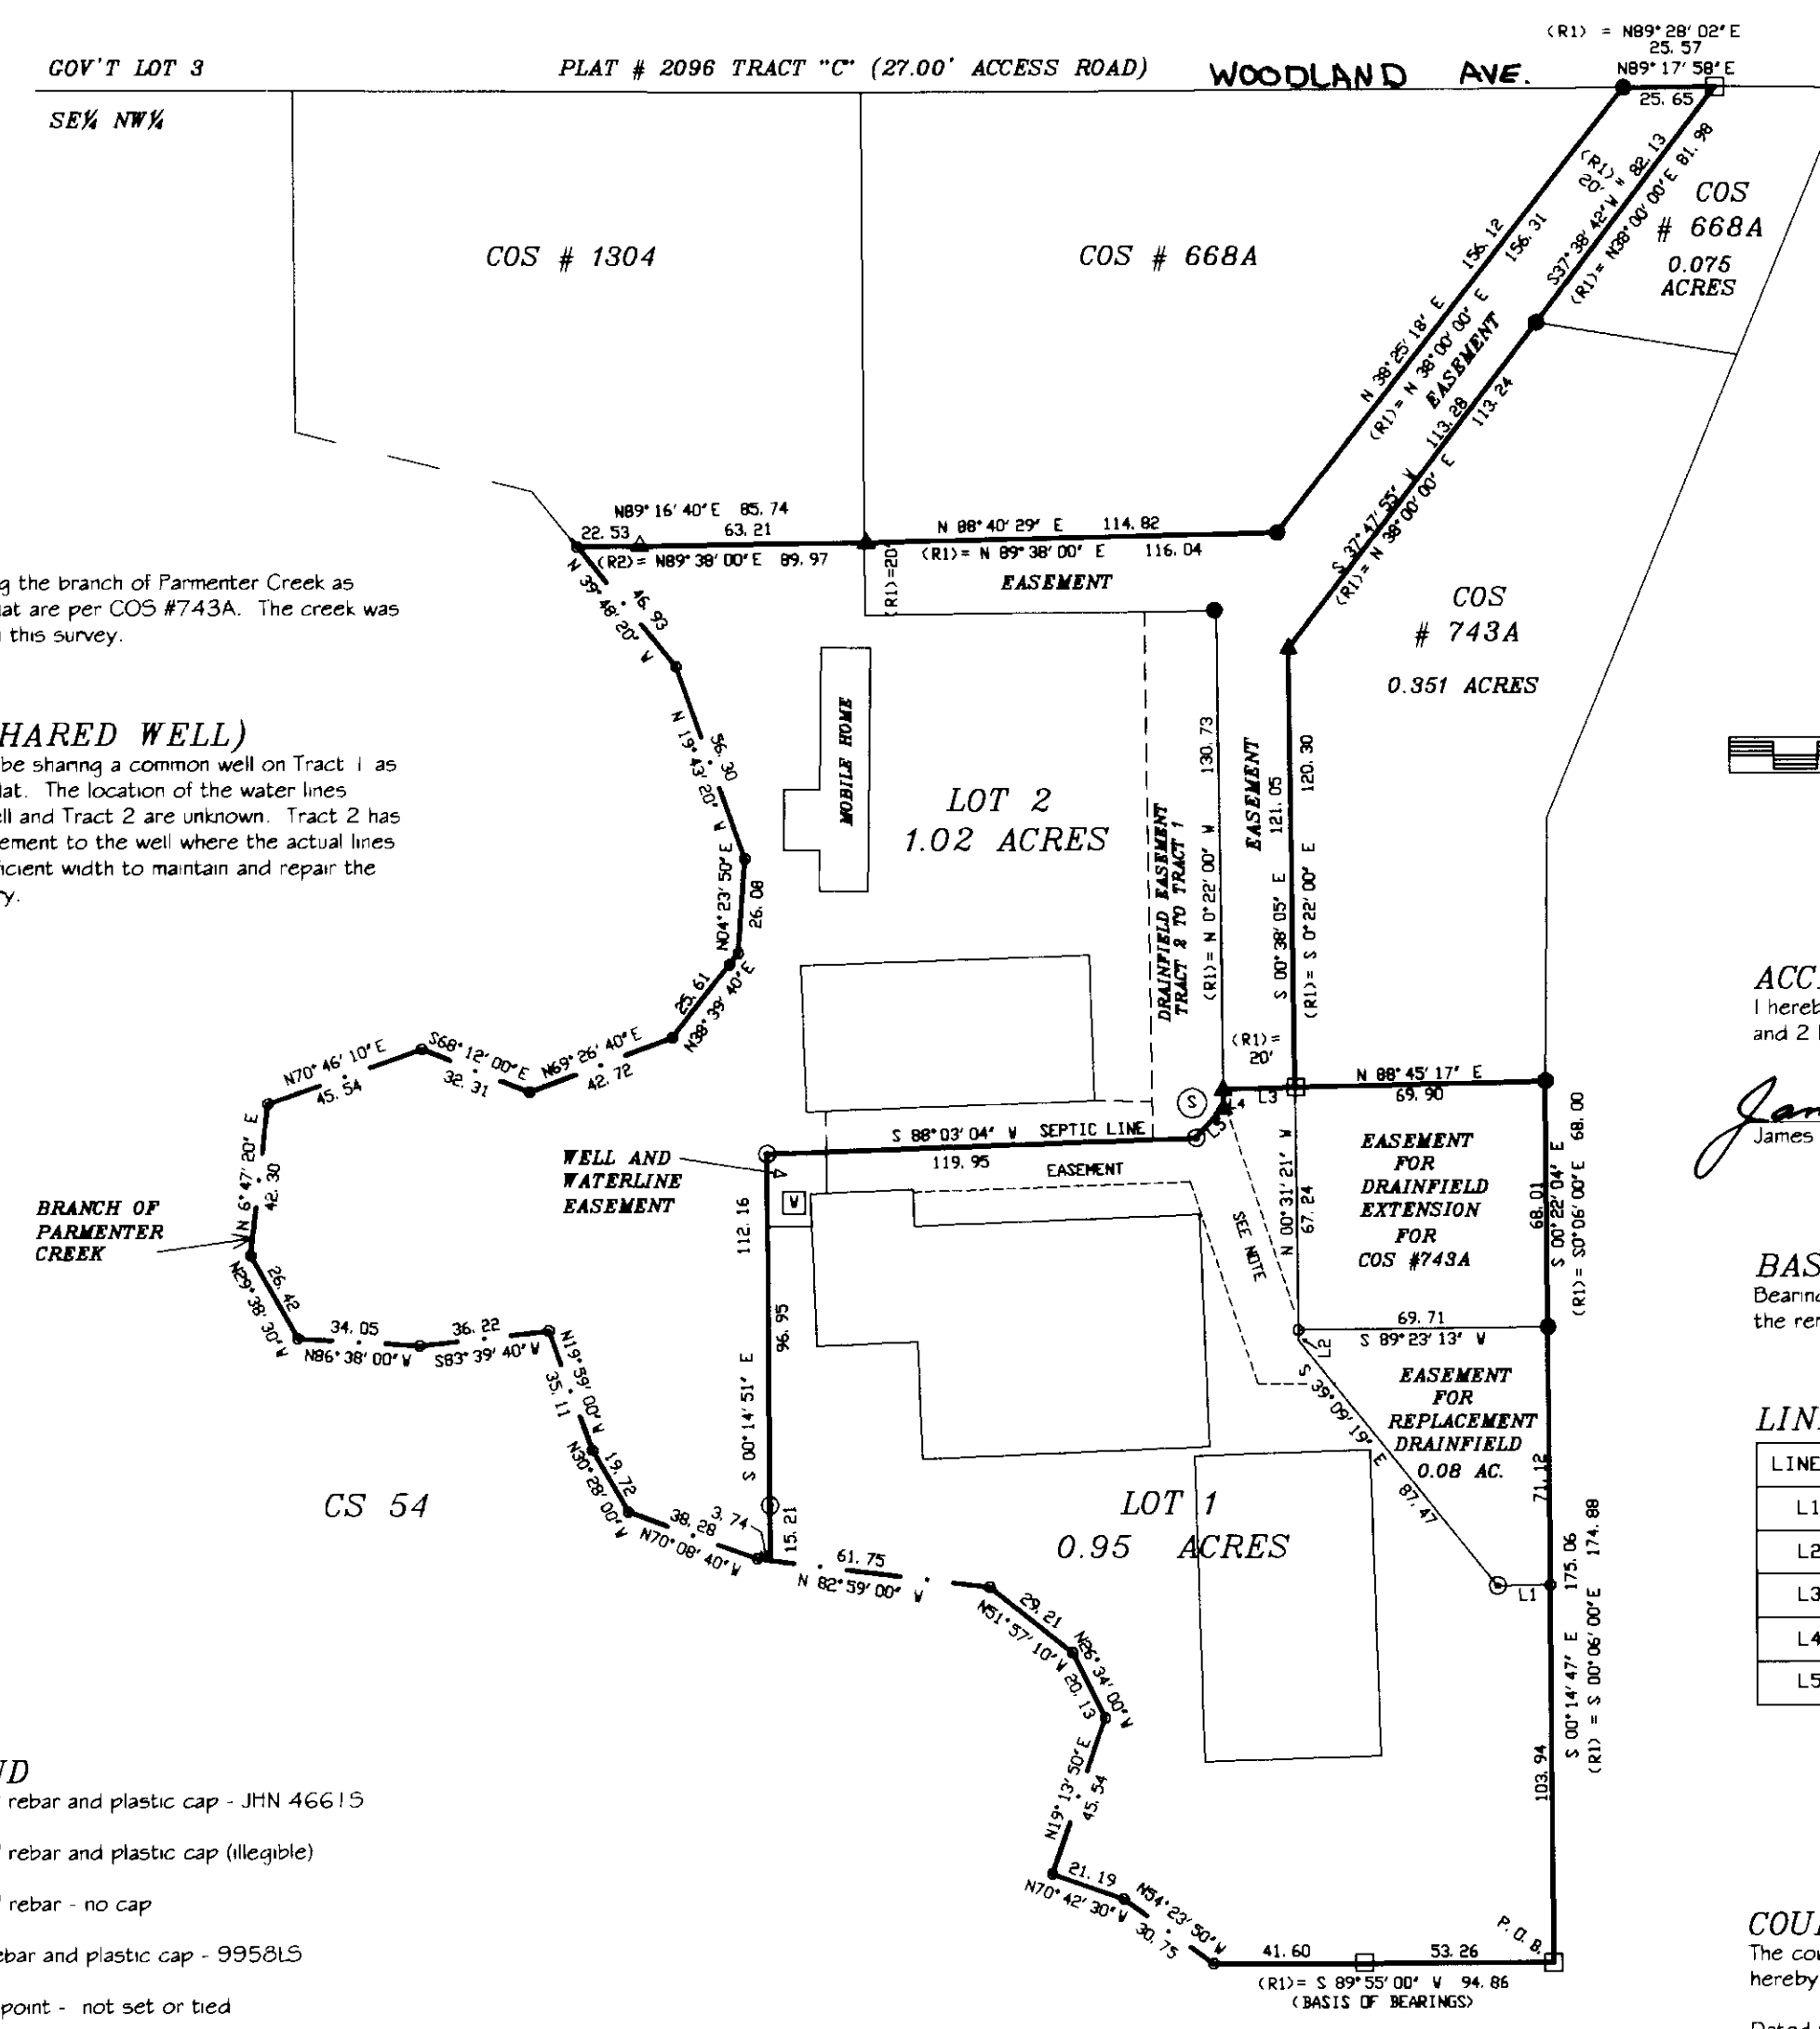 (R1) = N89°28'02"E
25.57
GOV'T LOT 3
PLAT # 2096 TRACT "C" (27.00' ACCESS ROAD)
WOODLAND AVE.
N89°17'58"E
25.65
SE¼ NW¼
(R1)
20'
S37°38'42"W = 82.13
(R1)= N38°00'00"E 81.98
COS
# 668A
0.075
ACRES
COS # 1304
COS # 668A
156.12
156.31
N 38°25'18" E
(R1)= N 38°00'00" E
EASEMENT
113.28
113.24
S 37°47'55" W
(R1)= N 38°00'00" E
N89°16'40"E 85.74
22.53
63.21
(R2)= N89°38'00"E 89.97
N 88°40'29" E 114.82
(R1)= N 89°38'00" E 116.04
EASEMENT
(R1)=20'
g the branch of Parmenter Creek as
at are per COS #743A. The creek was
this survey.
N 39°48'20" W
46.93
COS
# 743A
0.351 ACRES
HARED WELL)
be sharing a common well on Tract 1 as
lat. The location of the water lines
ell and Tract 2 are unknown. Tract 2 has
ement to the well where the actual lines
icient width to maintain and repair the
y.
N 19°43'20" W
56.30
MOBILE HOME
LOT 2
1.02 ACRES
DRAINFIELD EASEMENT
TRACT 2 TO TRACT 1
(R1)= N 0°22'00" W 130.73
EASEMENT
S 00°38'05" E 121.05
(R1)= S 0°22'00" E 120.30
N04°23'50"E
26.08
25.61
N38°39'40"E
N69°26'40"E
42.72
S68°12'00"E
32.31
N70°46'10"E
45.54
N 6°47'20" E
42.30
ACC
I hereb
and 2
Jam
James
(R1)=
20'
N 88°45'17" E
69.90
L3
L4
L5
S
S 88°03'04" W SEPTIC LINE
119.95
EASEMENT
WELL AND
WATERLINE
EASEMENT
W
BRANCH OF
PARMENTER
CREEK
EASEMENT
FOR
DRAINFIELD
EXTENSION
FOR
COS #743A
N 00°31'21" W
67.24
SEE NOTE
68.01
S 00°22'04" E
(R1)= S0°06'00"E 68.00
BAS
Bearing
the rer
112.16
96.95
S 00°14'51" E
26.42
N29°38'30"W
34.05
N86°38'00"W
36.22
S83°39'40"W
N19°59'00"W
35.11
69.71
S 89°23'13" W
L2
EASEMENT
FOR
REPLACEMENT
DRAINFIELD
0.08 AC.
S 39°09'19" E
87.47
71.12
LIN
LINE
L1
L2
L3
L4
L5
N30°28'00"W
19.72
CS 54
38.28
N70°08'40"W
3.74
15.21
LOT 1
0.95 ACRES
61.75
N 82°59'00" W
L1
29.21
N51°57'10"W
N26°34'00"W
20.13
S 00°14'47" E 175.06
(R1) = S 00°06'00"E 174.88
103.94
N19°13'50"E
45.54
21.19
N70°42'30"W
N54°23'50"W
30.75
ND
rebar and plastic cap - JHN 4661S
rebar and plastic cap (illegible)
rebar - no cap
ebar and plastic cap - 9958LS
point - not set or tied
P.O.B.
41.60
53.26
(R1)= S 89°55'00" W 94.86
(BASIS OF BEARINGS)
COU
The cou
hereby
Dated